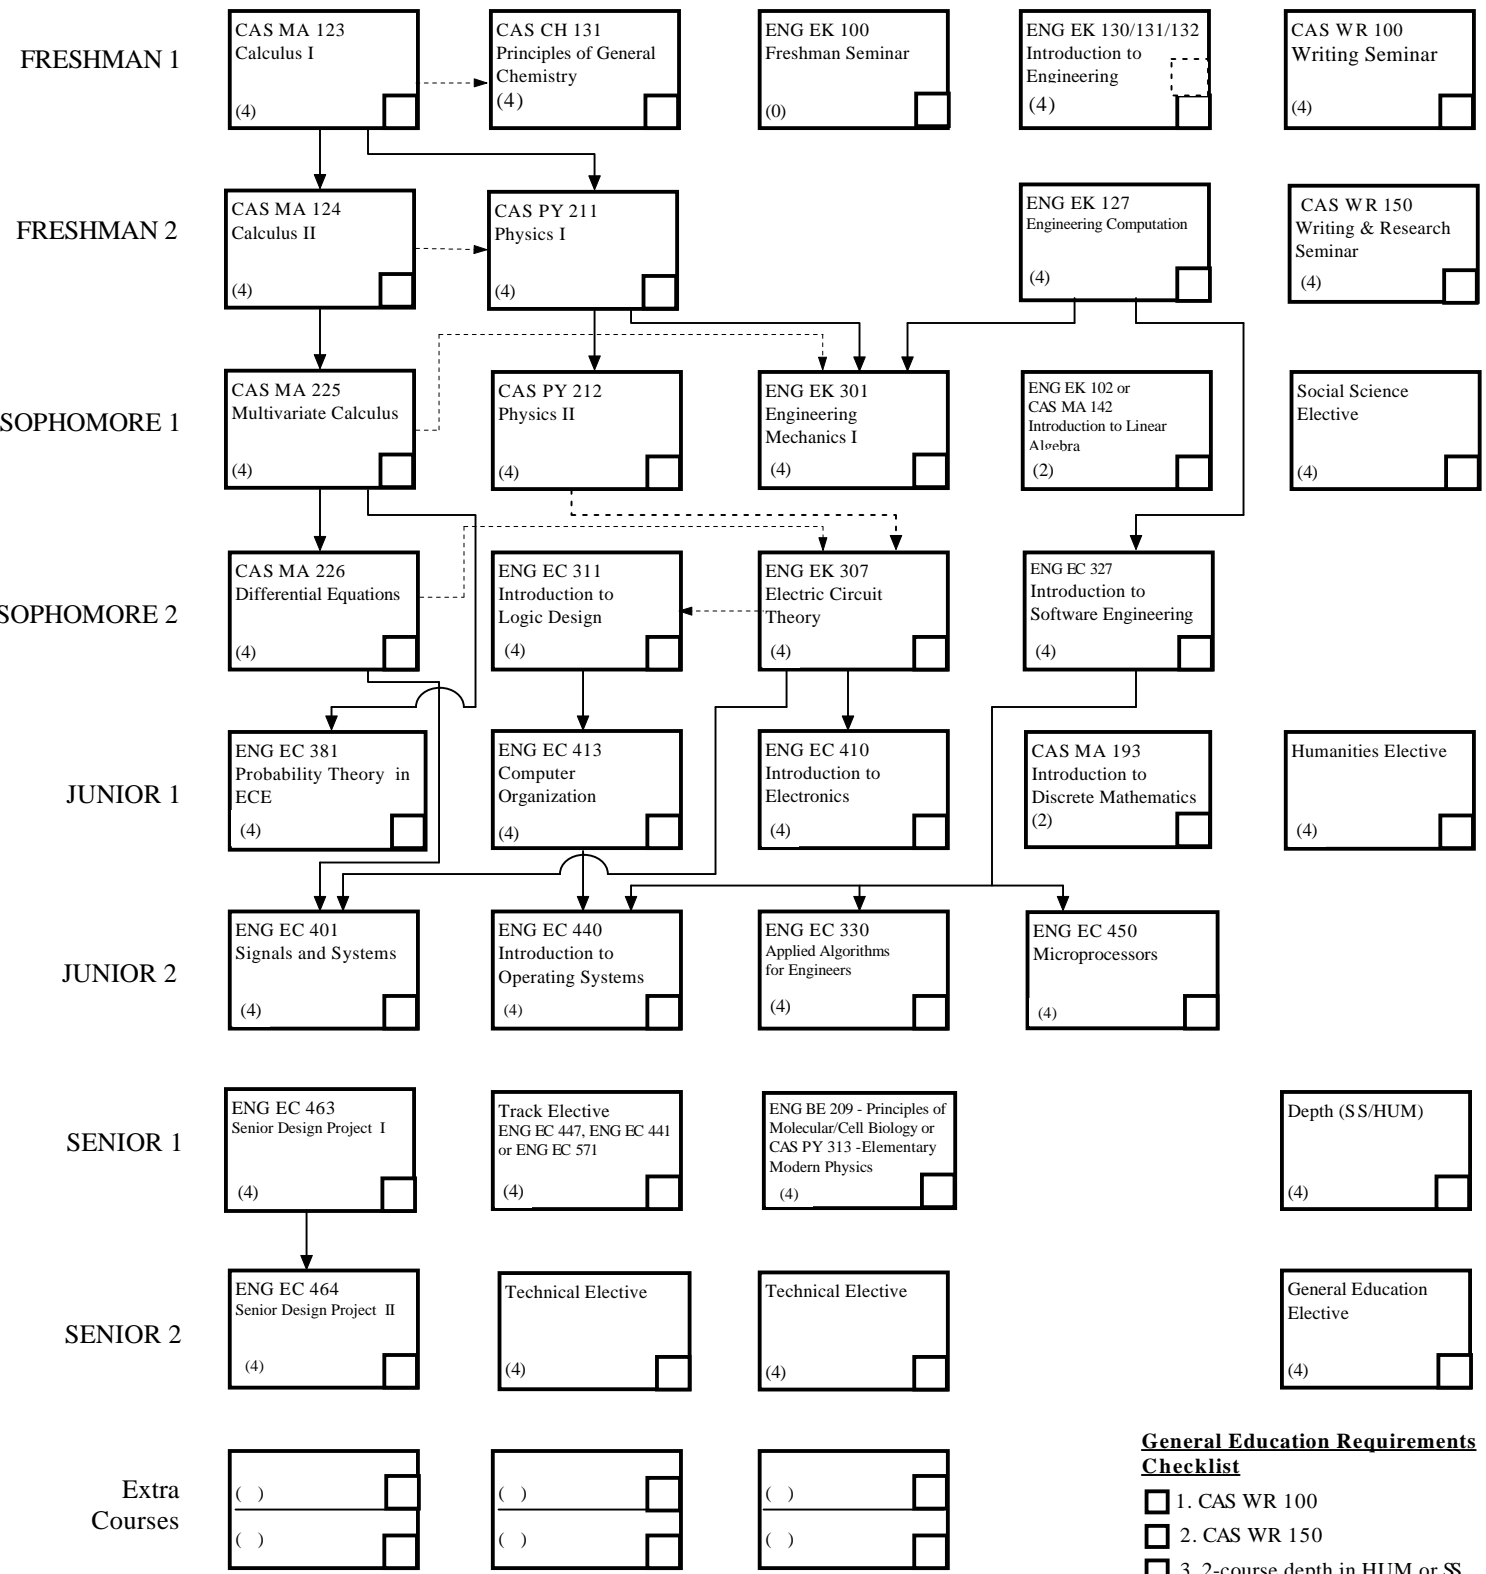 FRESHMAN 1
CAS MA 123
Calculus I
(4)
CAS CH 131
Principles of General
Chemistry
(4)
ENG EK 100
Freshman Seminar
(0)
ENG EK 130/131/132
Introduction to
Engineering
(4)
CAS WR 100
Writing Seminar
(4)
FRESHMAN 2
CAS MA 124
Calculus II
(4)
CAS PY 211
Physics I
(4)
ENG EK 127
Engineering Computation
(4)
CAS WR 150
Writing & Research
Seminar
(4)
SOPHOMORE 1
CAS MA 225
Multivariate Calculus
(4)
CAS PY 212
Physics II
(4)
ENG EK 301
Engineering
Mechanics I
(4)
ENG EK 102 or
CAS MA 142
Introduction to Linear
Algebra
(2)
Social Science
Elective
(4)
SOPHOMORE 2
CAS MA 226
Differential Equations
(4)
ENG EC 311
Introduction to
Logic Design
(4)
ENG EK 307
Electric Circuit
Theory
(4)
ENG EC 327
Introduction to
Software Engineering
(4)
JUNIOR 1
ENG EC 381
Probability Theory in
ECE
(4)
ENG EC 413
Computer
Organization
(4)
ENG EC 410
Introduction to
Electronics
(4)
CAS MA 193
Introduction to
Discrete Mathematics
(2)
Humanities Elective
(4)
JUNIOR 2
ENG EC 401
Signals and Systems
(4)
ENG EC 440
Introduction to
Operating Systems
(4)
ENG EC 330
Applied Algorithms
for Engineers
(4)
ENG EC 450
Microprocessors
(4)
SENIOR 1
ENG EC 463
Senior Design Project I
(4)
Track Elective
ENG EC 447, ENG EC 441
or ENG EC 571
(4)
ENG BE 209 - Principles of
Molecular/Cell Biology or
CAS PY 313 -Elementary
Modern Physics
(4)
Depth (SS/HUM)
(4)
SENIOR 2
ENG EC 464
Senior Design Project II
(4)
Technical Elective
(4)
Technical Elective
(4)
General Education
Elective
(4)
Extra
Courses
( )
( )
( )
( )
( )
( )
General Education Requirements
Checklist
1. CAS WR 100
2. CAS WR 150
3. 2-course depth in HUM or SS